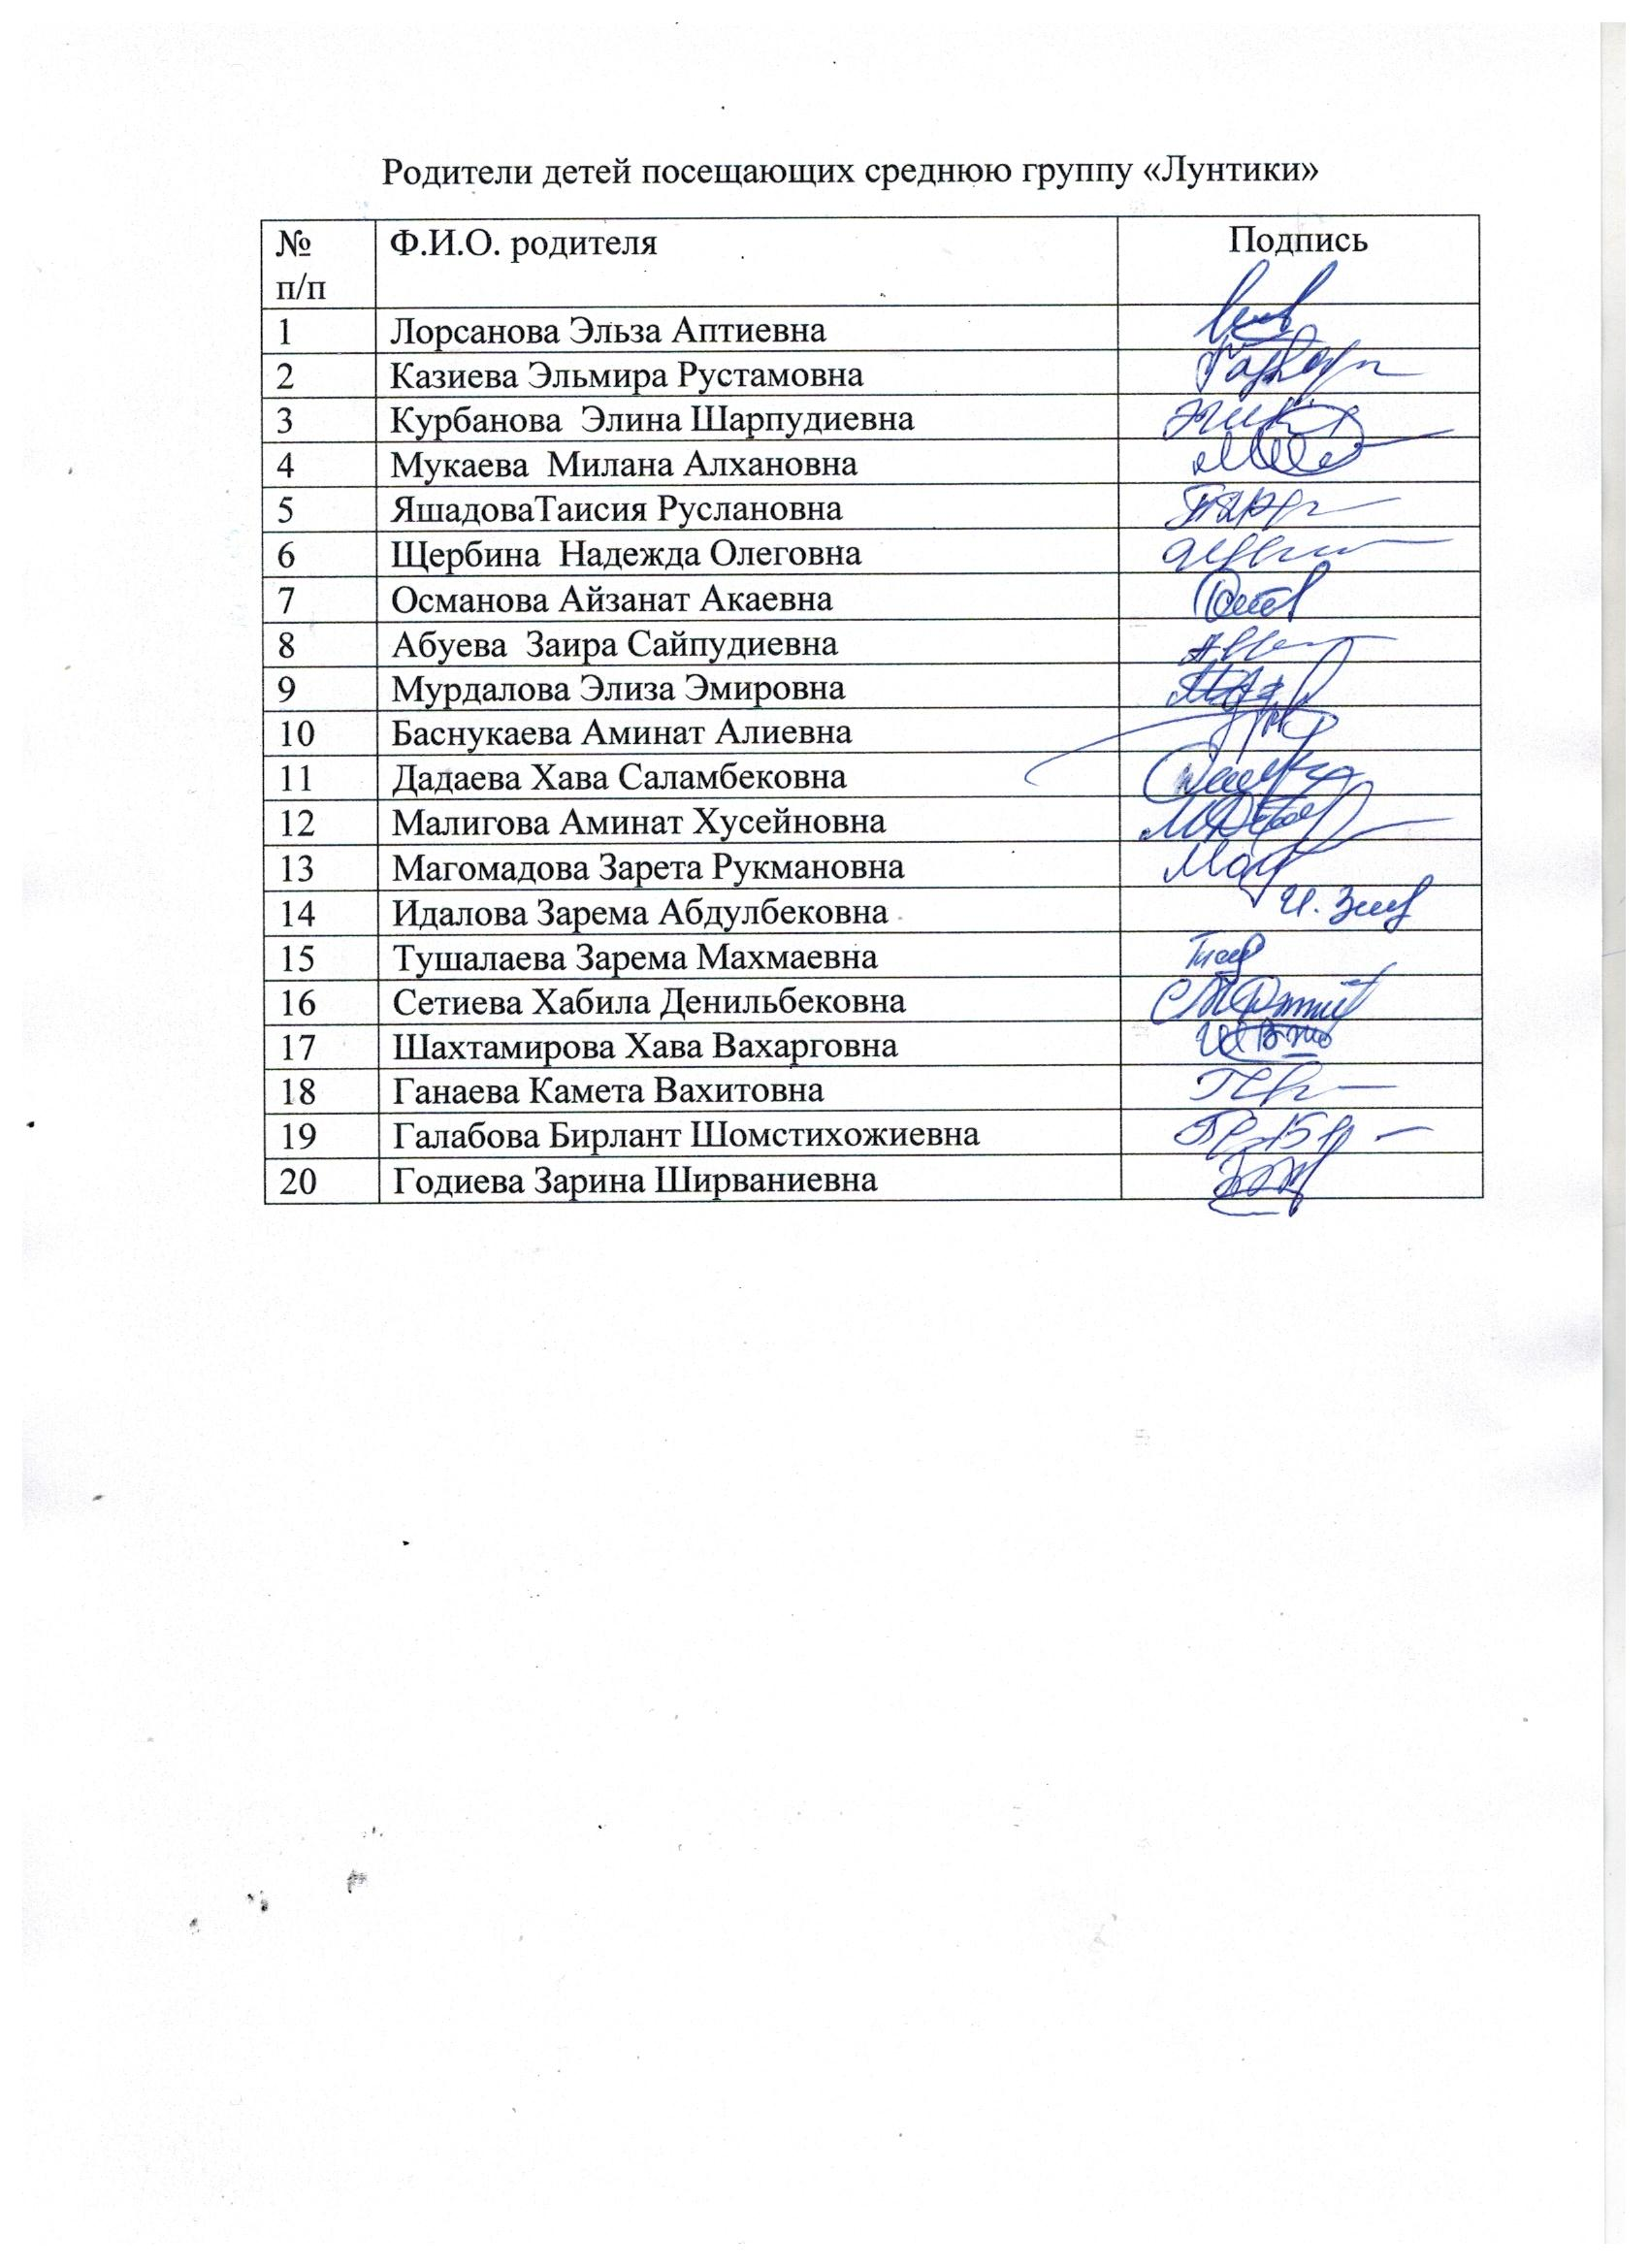 Родители детей посещающих среднюю группу «Лунтики»
№ п/п Ф.И.О. родителя Подпись
1 Лорсанова Эльза Аптиевна
2 Казиева Эльмира Рустамовна
3 Курбанова Элина Шарпудиевна
4 Мукаева Милана Алхановна
5 ЯшадоваТаисия Руслановна
6 Щербина Надежда Олеговна
7 Османова Айзанат Акаевна
8 Абуева Заира Сайпудиевна
9 Мурдалова Элиза Эмировна
10 Баснукаева Аминат Алиевна
11 Дадаева Хава Саламбековна
12 Малигова Аминат Хусейновна
13 Магомадова Зарета Рукмановна
14 Идалова Зарема Абдулбековна
15 Тушалаева Зарема Махмаевна
16 Сетиева Хабила Денильбековна
17 Шахтамирова Хава Вахарговна
18 Ганаева Камета Вахитовна
19 Галабова Бирлант Шомстихожиевна
20 Годиева Зарина Ширваниевна